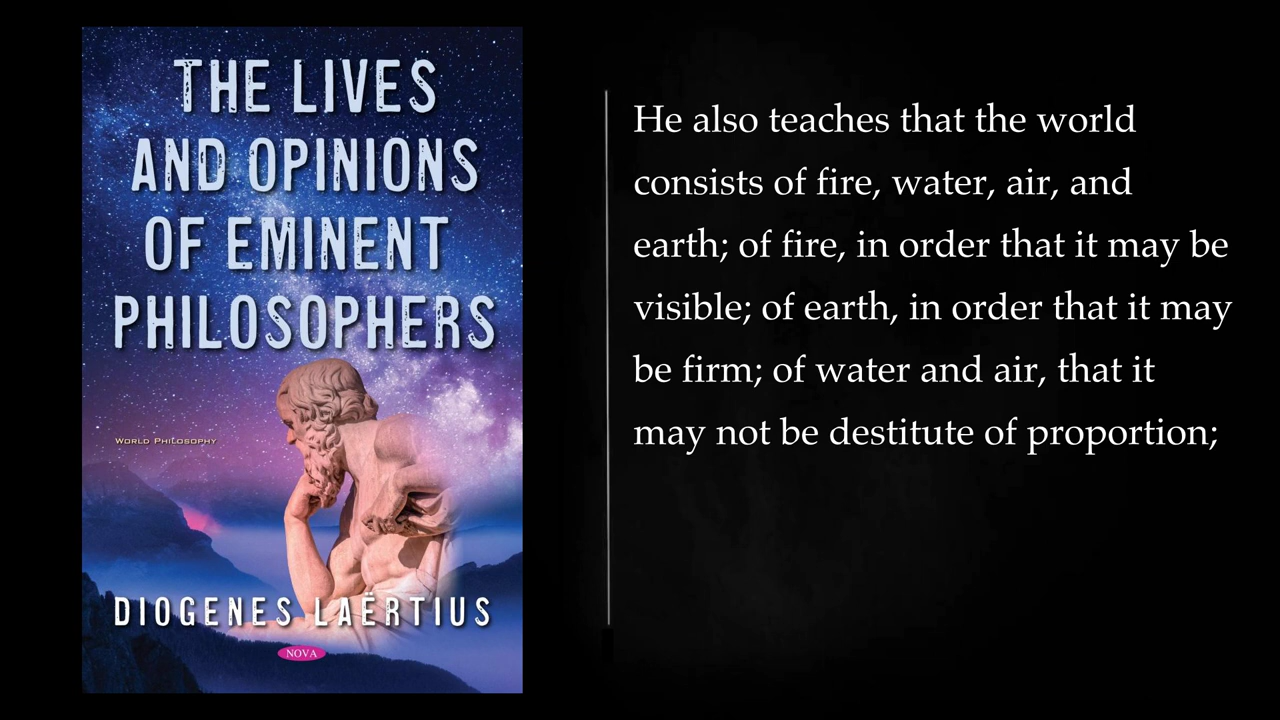 THE LIVES
AND OPINIONS
OF EMINENT
PHILOSOPHERS
WORLD PHILOSOPHY
DIOGENES LAËRTIUS
NOVA
He also teaches that the world
consists of fire, water, air, and
earth; of fire, in order that it may be
visible; of earth, in order that it may
be firm; of water and air, that it
may not be destitute of proportion;